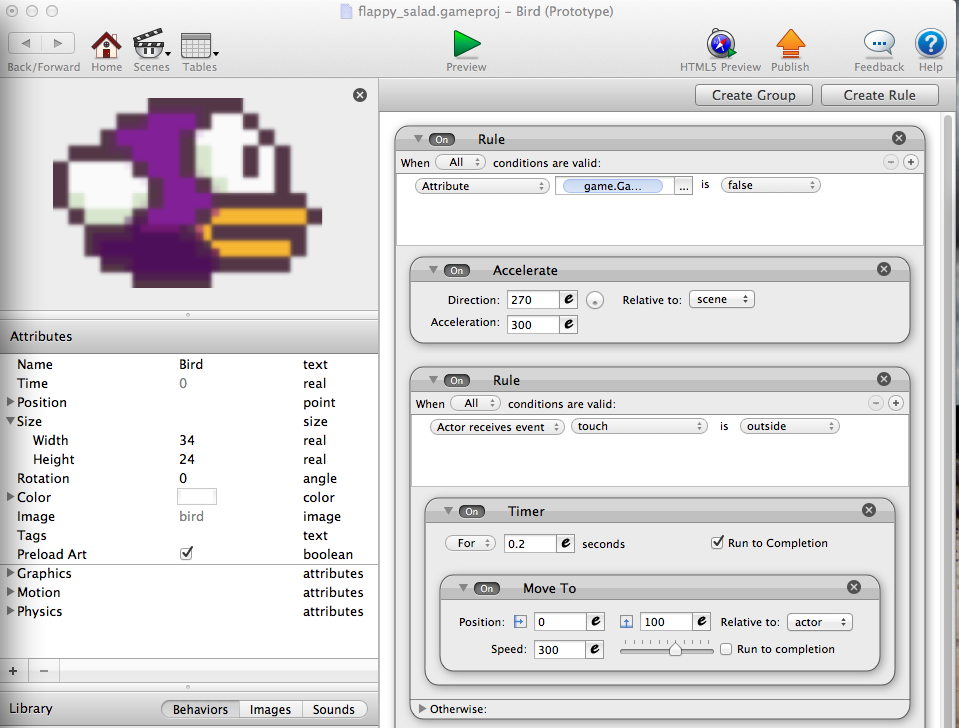 flappy_salad.gameproj – Bird (Prototype)
Back/Forward Home Scenes Tables Preview HTML5 Preview Publish Feedback Help
Create Group Create Rule
On Rule
When All conditions are valid:
Attribute game.Ga... ... is false
On Accelerate
Direction: 270 e Relative to: scene
Acceleration: 300 e
On Rule
When All conditions are valid:
Actor receives event touch is outside
On Timer
For 0.2 e seconds Run to Completion
On Move To
Position: 0 e 100 e Relative to: actor
Speed: 300 e Run to completion
Otherwise:
Attributes
Name Bird text
Time 0 real
Position point
Size size
Width 34 real
Height 24 real
Rotation 0 angle
Color color
Image bird image
Tags text
Preload Art boolean
Graphics attributes
Motion attributes
Physics attributes
+ −
Library Behaviors Images Sounds